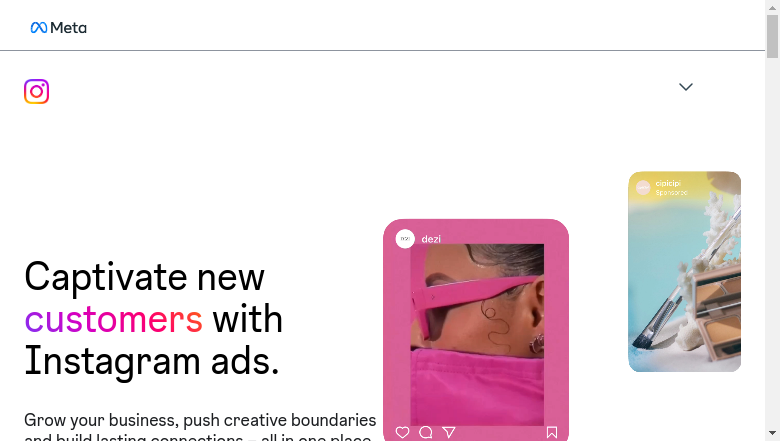 Meta
cipicipi
Sponsored
dezi
Captivate new
customers with
Instagram ads.
Grow your business, push creative boundaries
and build lasting connections – all in one place.